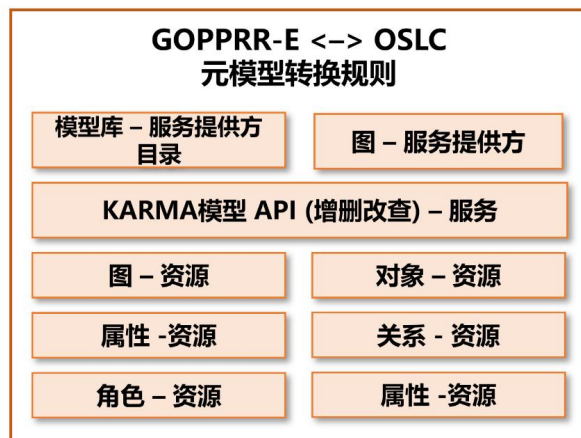 GOPPRR-E <–> OSLC
元模型转换规则
模型库 – 服务提供方
目录
图 – 服务提供方
KARMA模型 API (增删改查) – 服务
图 – 资源
对象 – 资源
属性 -资源
关系 - 资源
角色 – 资源
属性 -资源